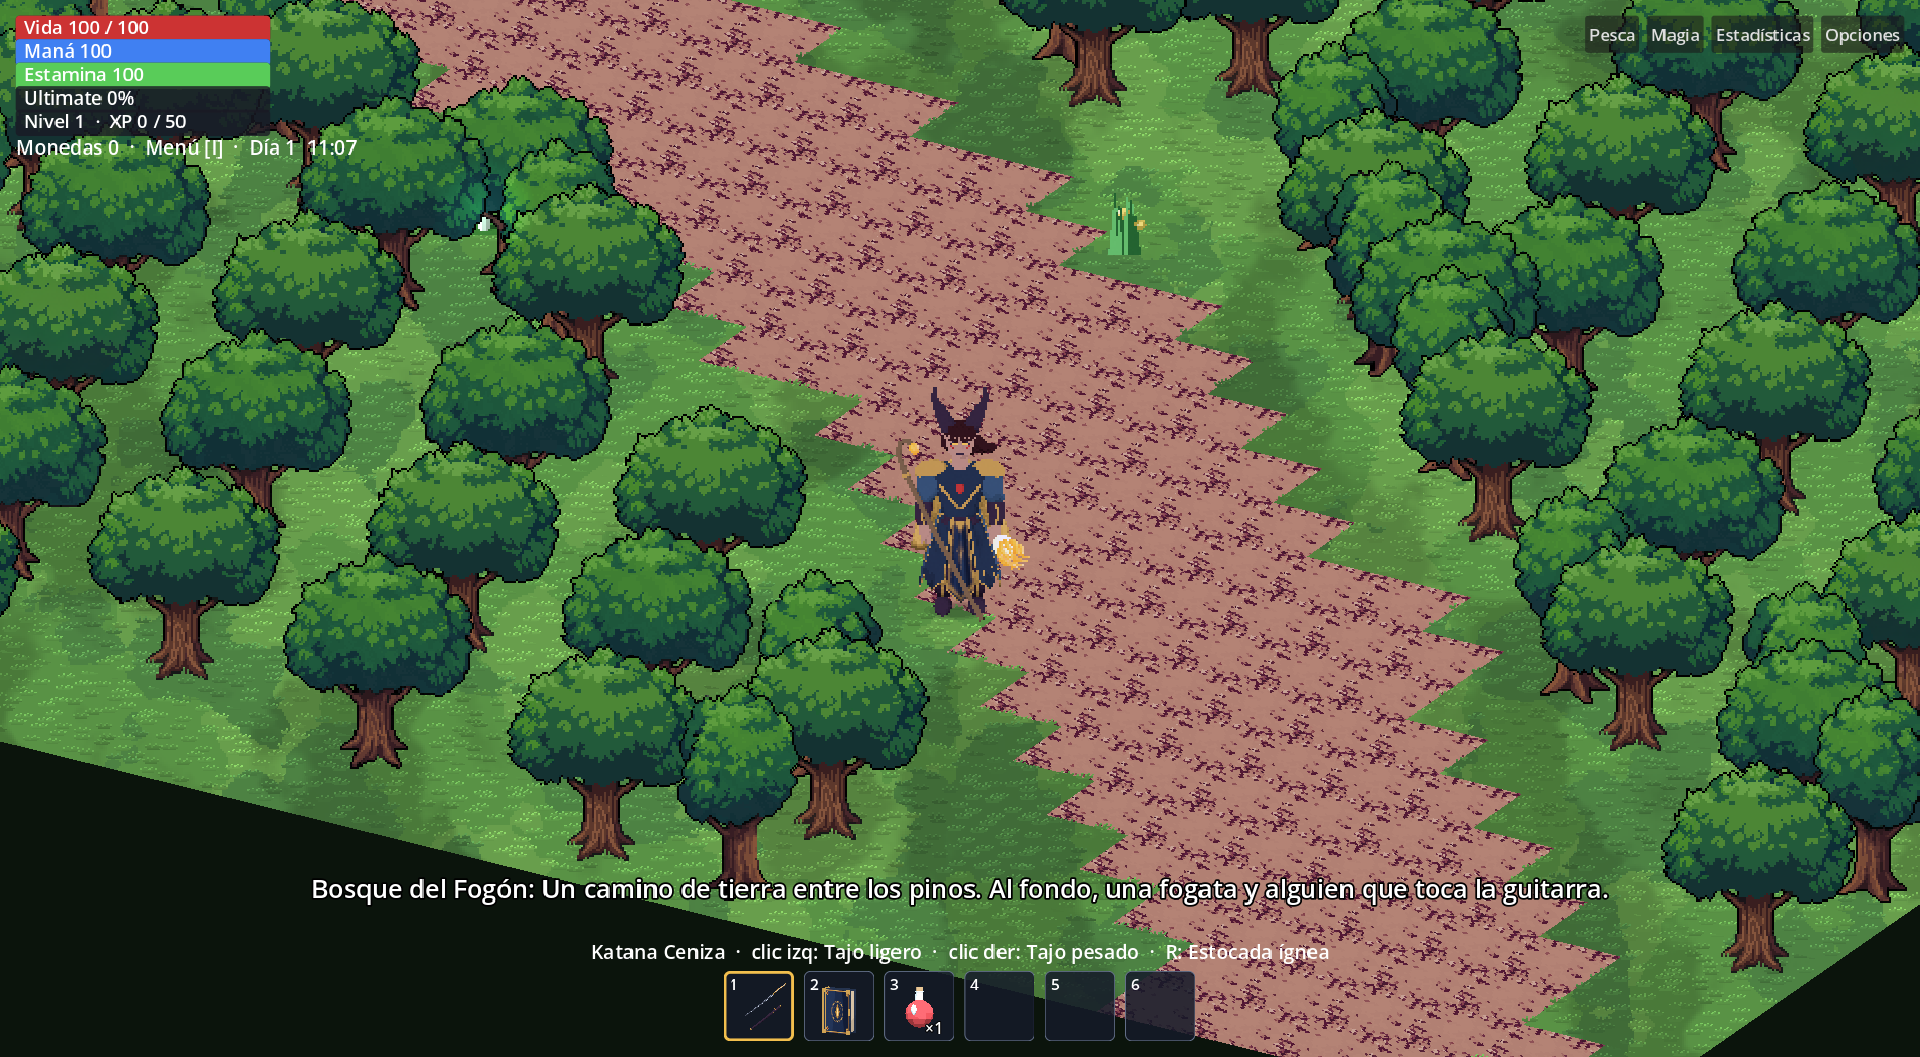 Vida 100 / 100
Maná 100
Estamina 100
Ultimate 0%
Nivel 1 · XP 0 / 50
Monedas 0 · Menú [I] · Día 1 11:07
Pesca Magia Estadísticas Opciones
Bosque del Fogón: Un camino de tierra entre los pinos. Al fondo, una fogata y alguien que toca la guitarra.
Katana Ceniza · clic izq: Tajo ligero · clic der: Tajo pesado · R: Estocada ígnea
1 2 3 4 5 6
×1